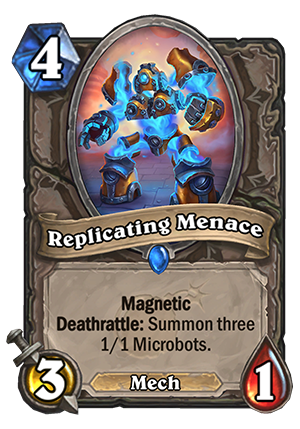 4
Replicating Menace
Magnetic
Deathrattle: Summon three
1/1 Microbots.
3
Mech
1